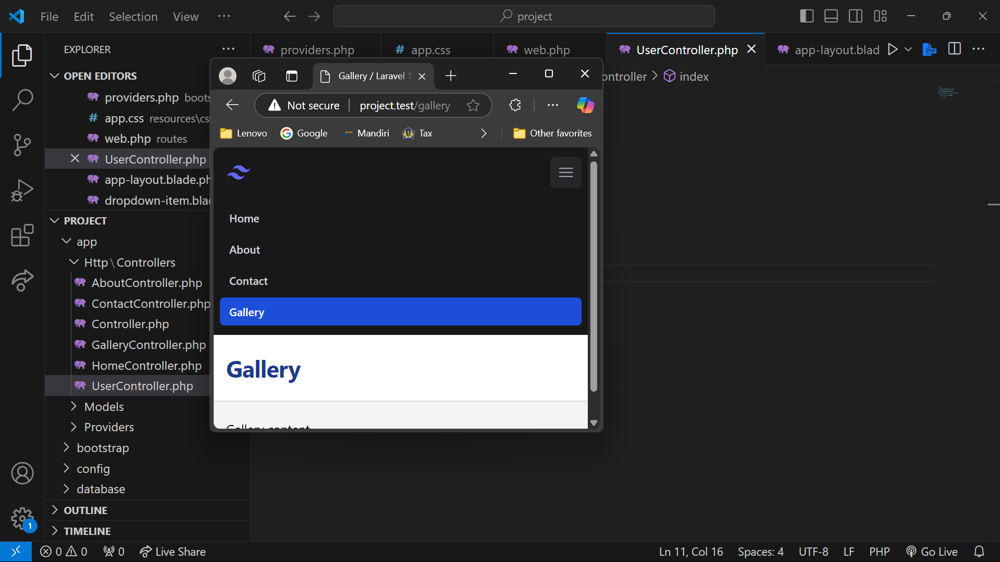 File Edit Selection View
project
EXPLORER
providers.php
app.css
web.php
UserController.php
app-layout.blad
OPEN EDITORS
providers.php boots
app.css resources\cs
web.php routes
UserController.php
app-layout.blade.ph
dropdown-item.blad
PROJECT
app
Http\Controllers
AboutController.php
ContactController.php
Controller.php
GalleryController.php
HomeController.php
UserController.php
Models
Providers
bootstrap
config
database
OUTLINE
TIMELINE
ontroller > index
Gallery / Laravel 1
Not secure project.test/gallery
Lenovo Google Mandiri Tax Other favorites
Home
About
Contact
Gallery
Gallery
Gallery content
1
0 0 0 Live Share
Ln 11, Col 16 Spaces: 4 UTF-8 LF PHP Go Live